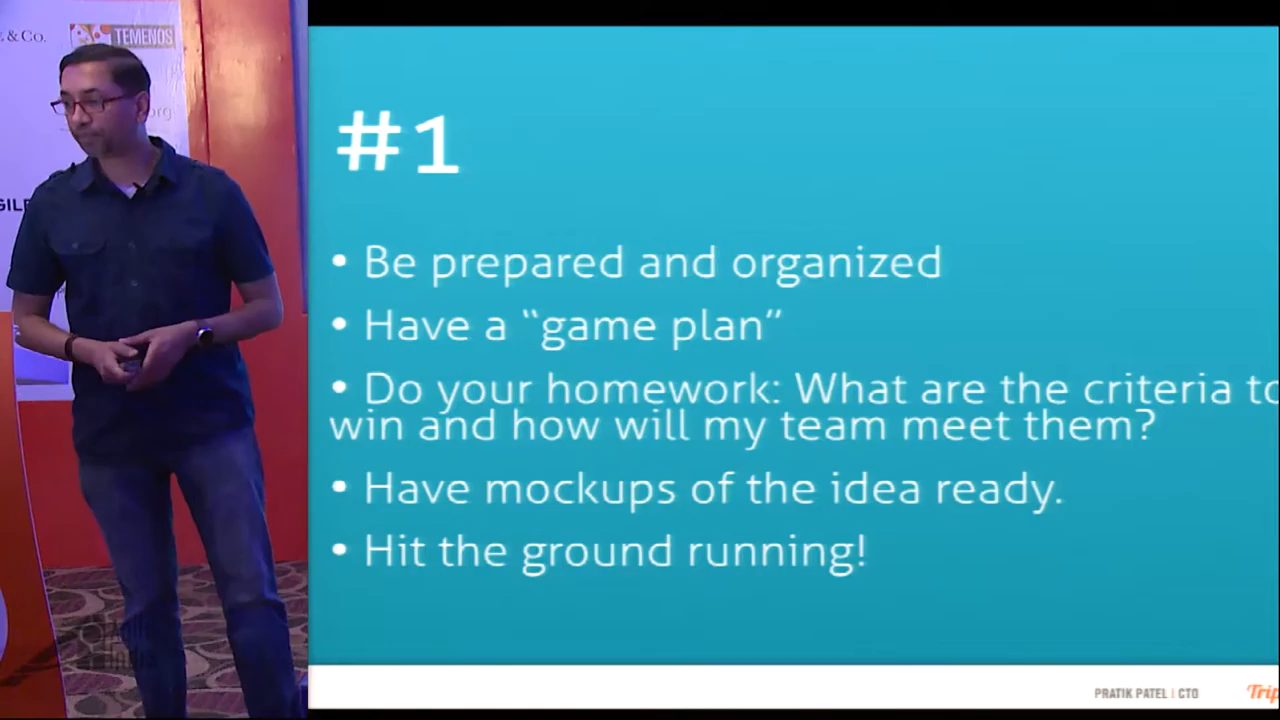 & Co.
TEMENOS
org
#1
• Be prepared and organized
• Have a “game plan”
• Do your homework: What are the criteria to
win and how will my team meet them?
• Have mockups of the idea ready.
• Hit the ground running!
PRATIK PATEL | CTO
Trip